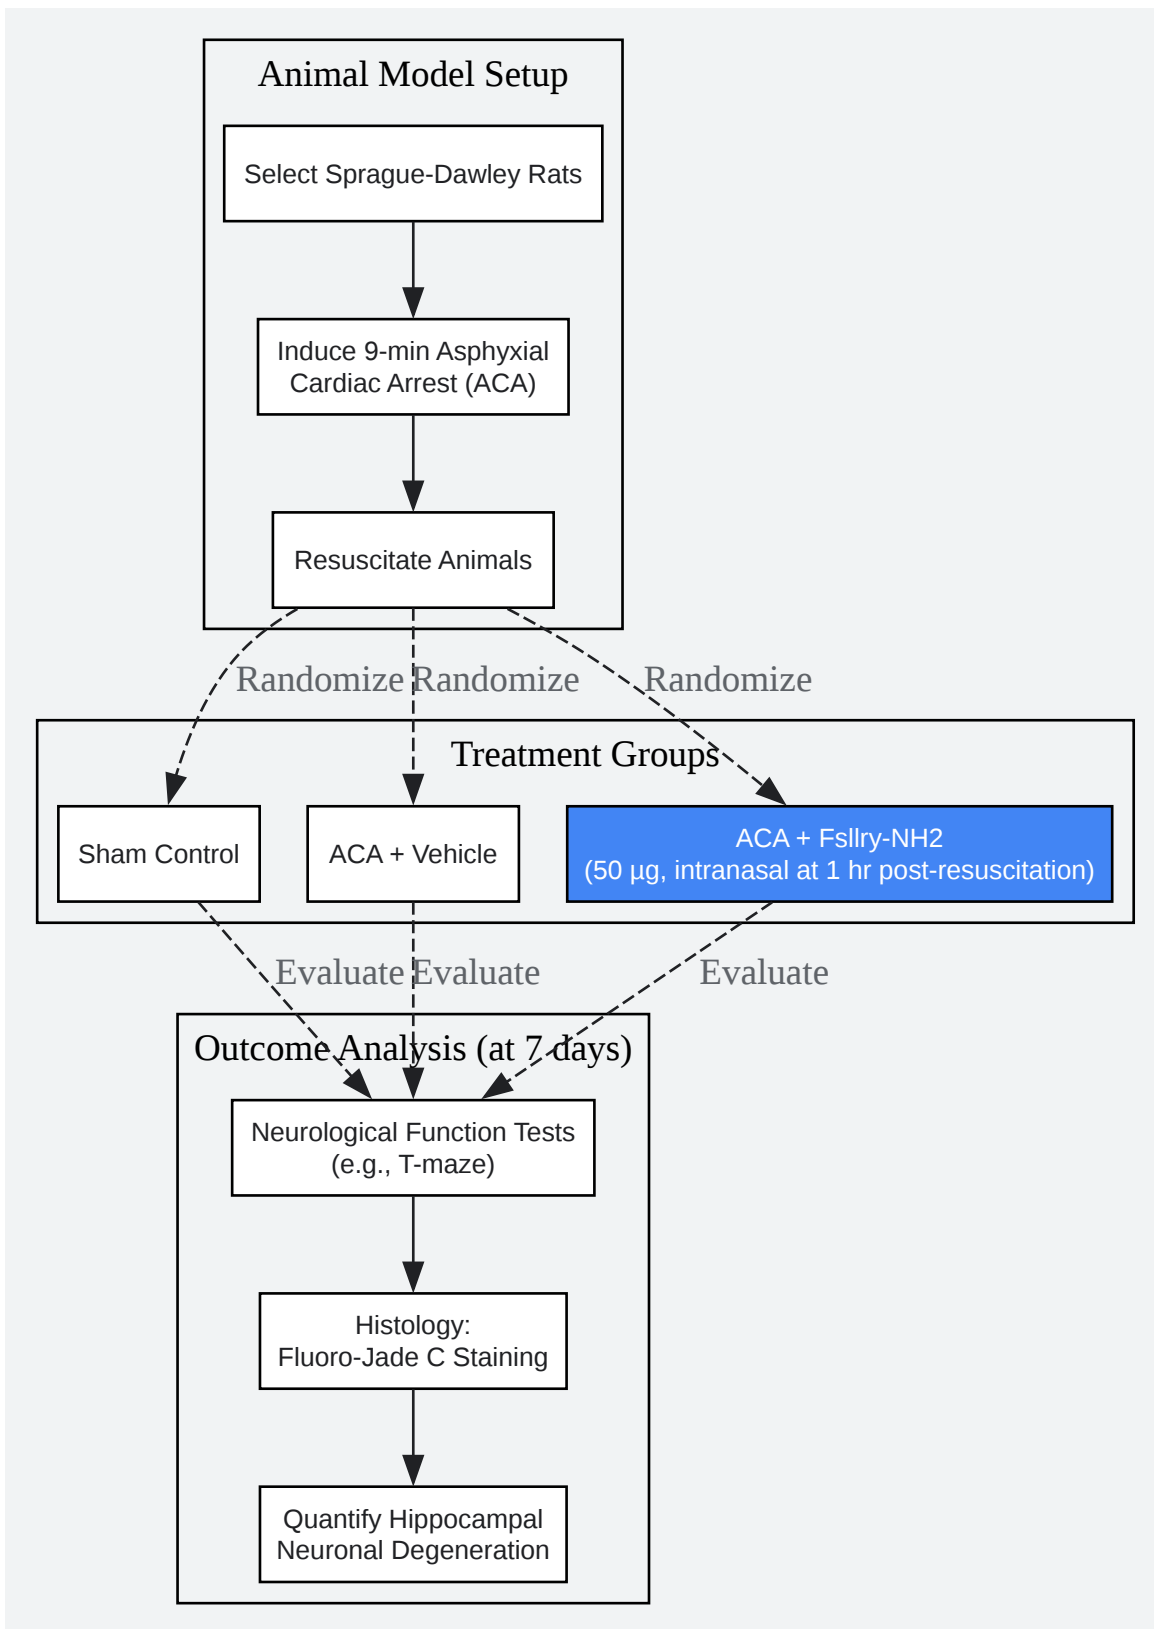 Animal Model Setup
Select Sprague-Dawley Rats
Induce 9-min Asphyxial
Cardiac Arrest (ACA)
Resuscitate Animals
Randomize
Randomize
Randomize
Treatment Groups
Sham Control
ACA + Vehicle
ACA + Fsllry-NH2
(50 µg, intranasal at 1 hr post-resuscitation)
Evaluate
Evaluate
Evaluate
Outcome Analysis (at 7 days)
Neurological Function Tests
(e.g., T-maze)
Histology:
Fluoro-Jade C Staining
Quantify Hippocampal
Neuronal Degeneration